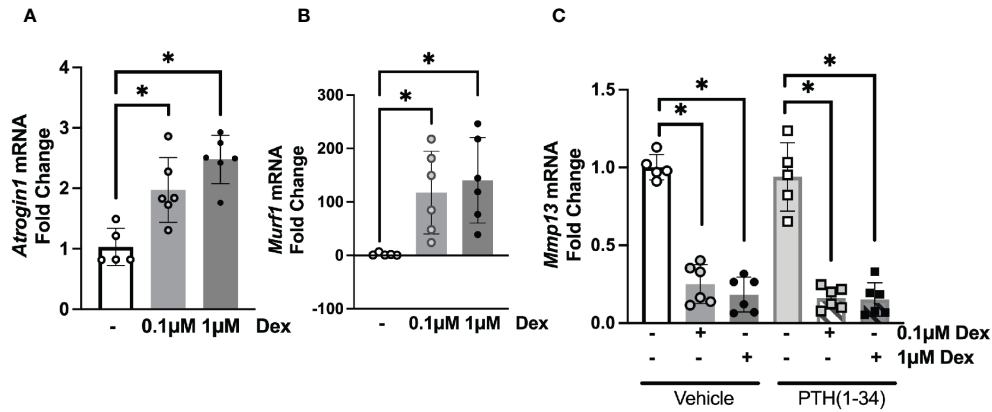 A
Atrogin1 mRNA
Fold Change
4
3
2
1
0
*
*
- 0.1µM 1µM Dex
B
Murf1 mRNA
Fold Change
300
200
100
0
-100
*
*
- 0.1µM 1µM Dex
C
Mmp13 mRNA
Fold Change
1.5
1.0
0.5
0.0
*
*
*
*
- + - - + - 0.1µM Dex
- - + - - + 1µM Dex
Vehicle PTH(1-34)